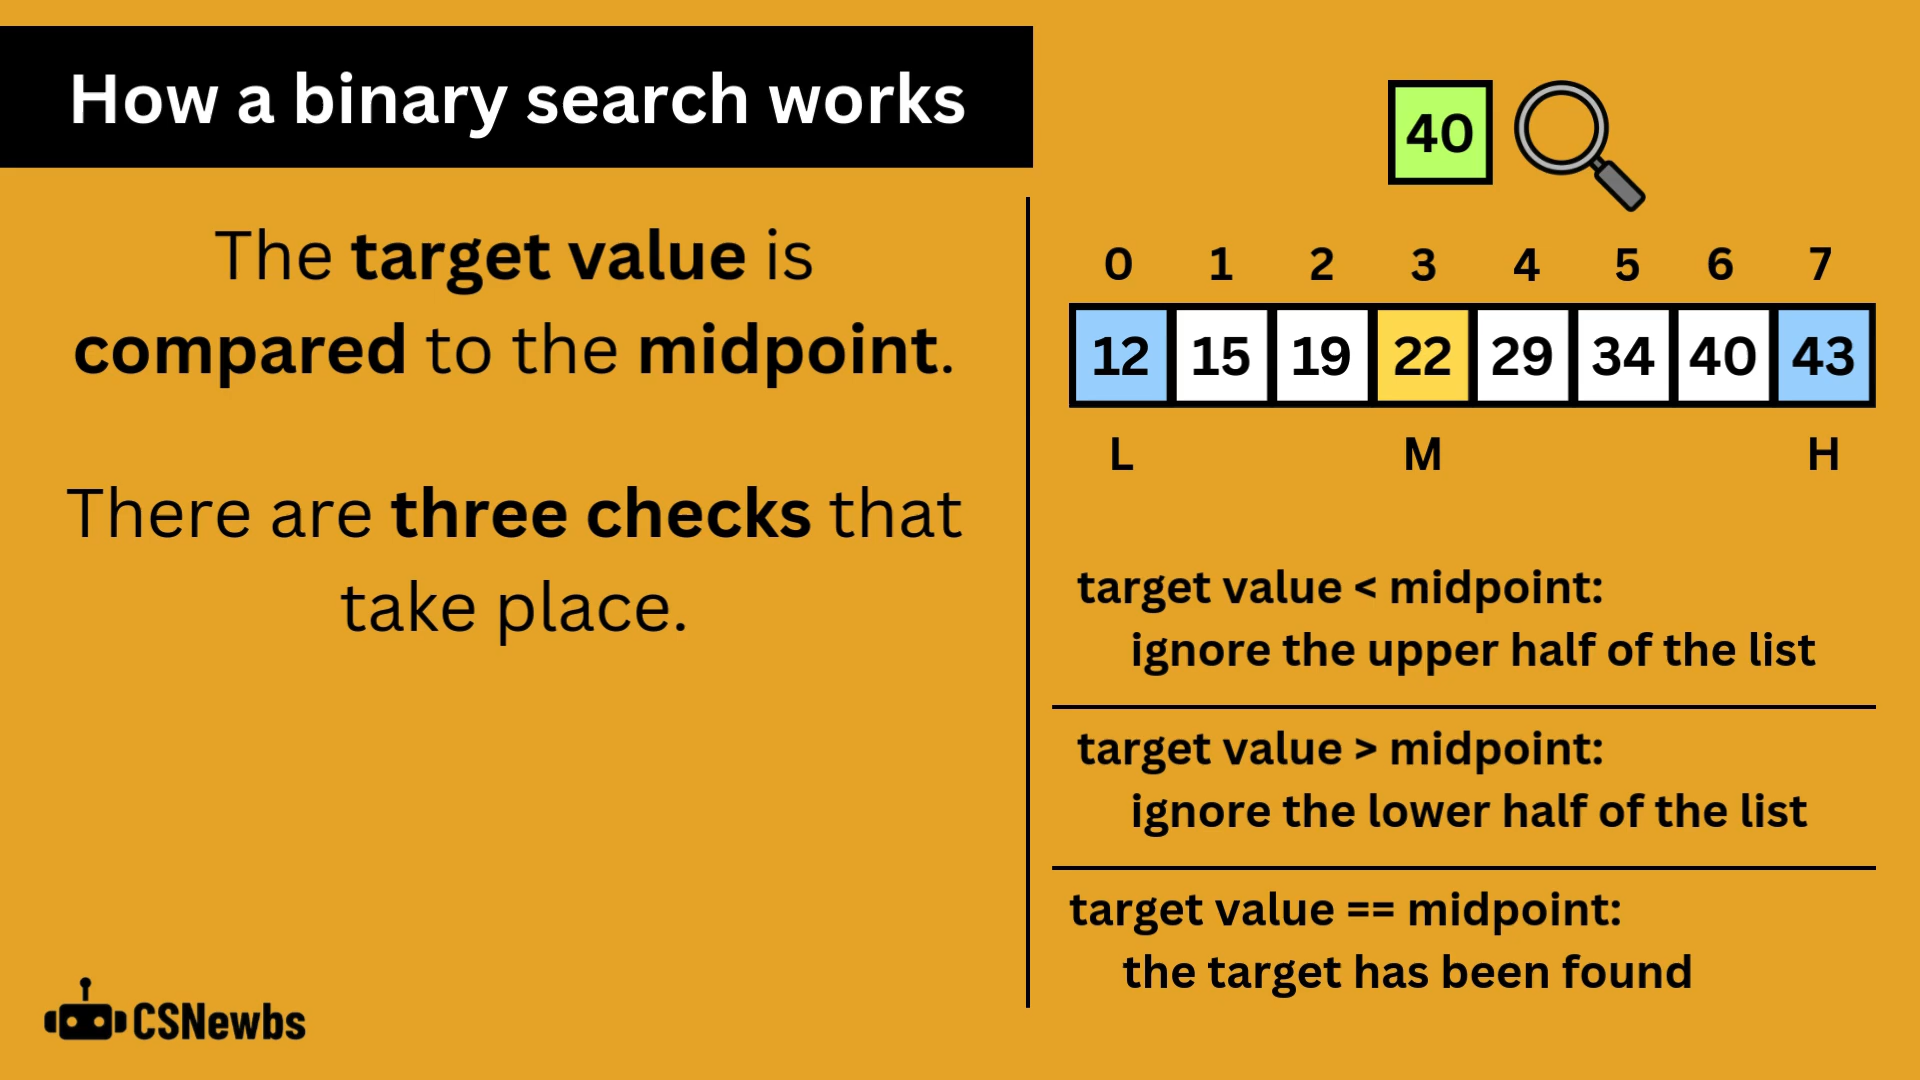 How a binary search works
The target value is
compared to the midpoint.
There are three checks that
take place.
CSNewbs
40
0 1 2 3 4 5 6 7
12 15 19 22 29 34 40 43
L M H
target value < midpoint:
ignore the upper half of the list
target value > midpoint:
ignore the lower half of the list
target value == midpoint:
the target has been found